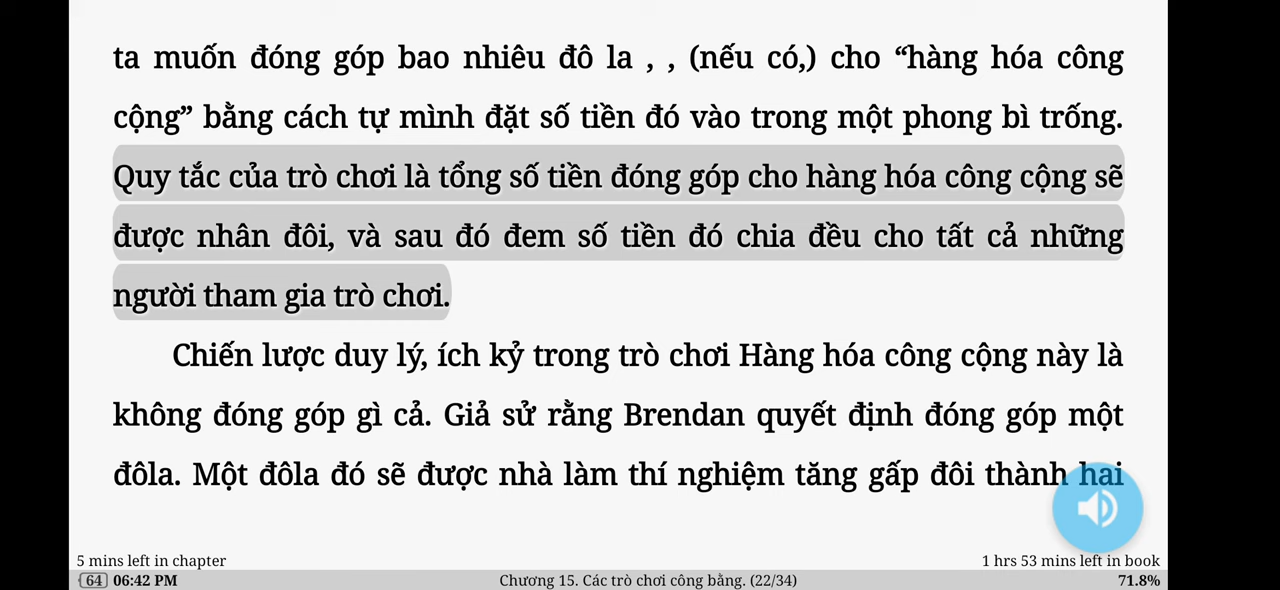 ta muốn đóng góp bao nhiêu đô la , , (nếu có,) cho “hàng hóa công
cộng” bằng cách tự mình đặt số tiền đó vào trong một phong bì trống.
Quy tắc của trò chơi là tổng số tiền đóng góp cho hàng hóa công cộng sẽ
được nhân đôi, và sau đó đem số tiền đó chia đều cho tất cả những
người tham gia trò chơi.
Chiến lược duy lý, ích kỷ trong trò chơi Hàng hóa công cộng này là
không đóng góp gì cả. Giả sử rằng Brendan quyết định đóng góp một
đôla. Một đôla đó sẽ được nhà làm thí nghiệm tăng gấp đôi thành hai
5 mins left in chapter 1 hrs 53 mins left in book
64 06:42 PM Chương 15. Các trò chơi công bằng. (22/34) 71.8%